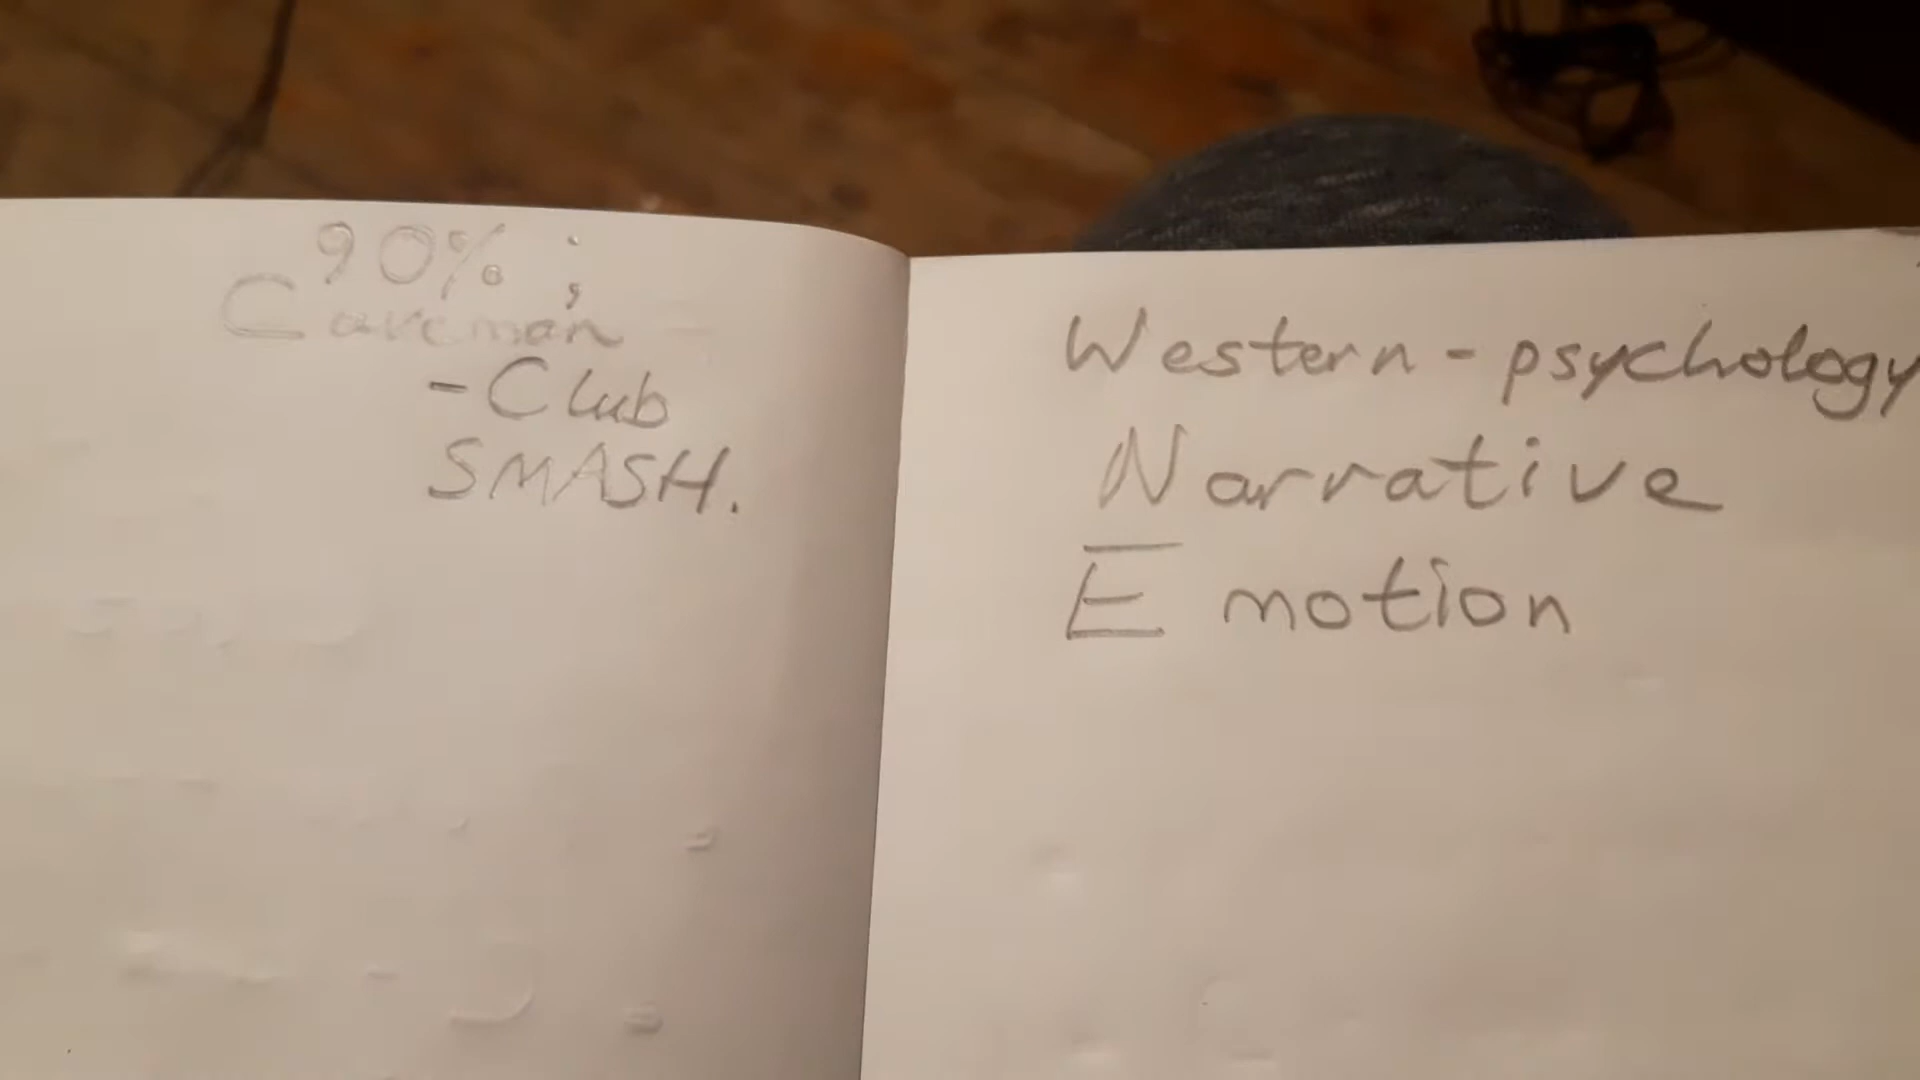 90% ;
Caveman
-Club
SMASH.
Western-psychology
Narrative
Emotion